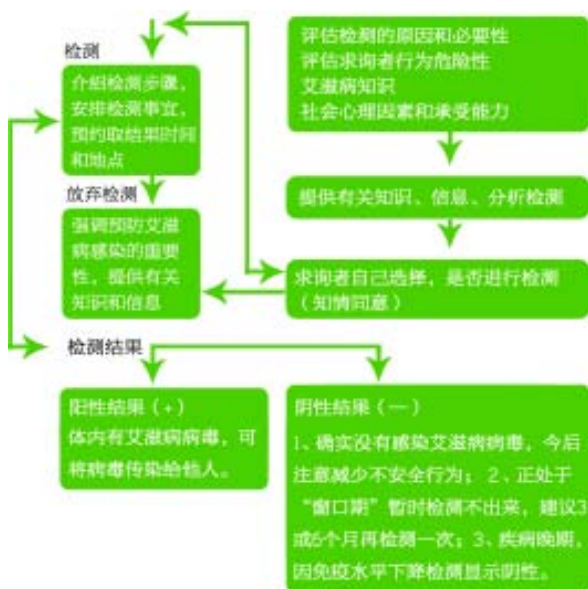 检测
介绍检测步骤，
安排检测事宜，
预约取结果时间
和地点
放弃检测
强调预防艾滋
病感染的重要
性，提供有关
知识和信息
评估检测的原因和必要性
评估求询者行为危险性
艾滋病知识
社会心理因素和承受能力
提供有关知识、信息、分析检测
求询者自己选择，是否进行检测
（知情同意）
检测结果
阳性结果（+）
体内有艾滋病病毒，可
将病毒传染给他人。
阴性结果（一）
1、确实没有感染艾滋病病毒，今后
注意减少不安全行为；2、正处于
“窗口期”暂时检测不出来，建议3
或6个月再检测一次；3、疾病晚期，
因免疫水平下降检测显示阴性。